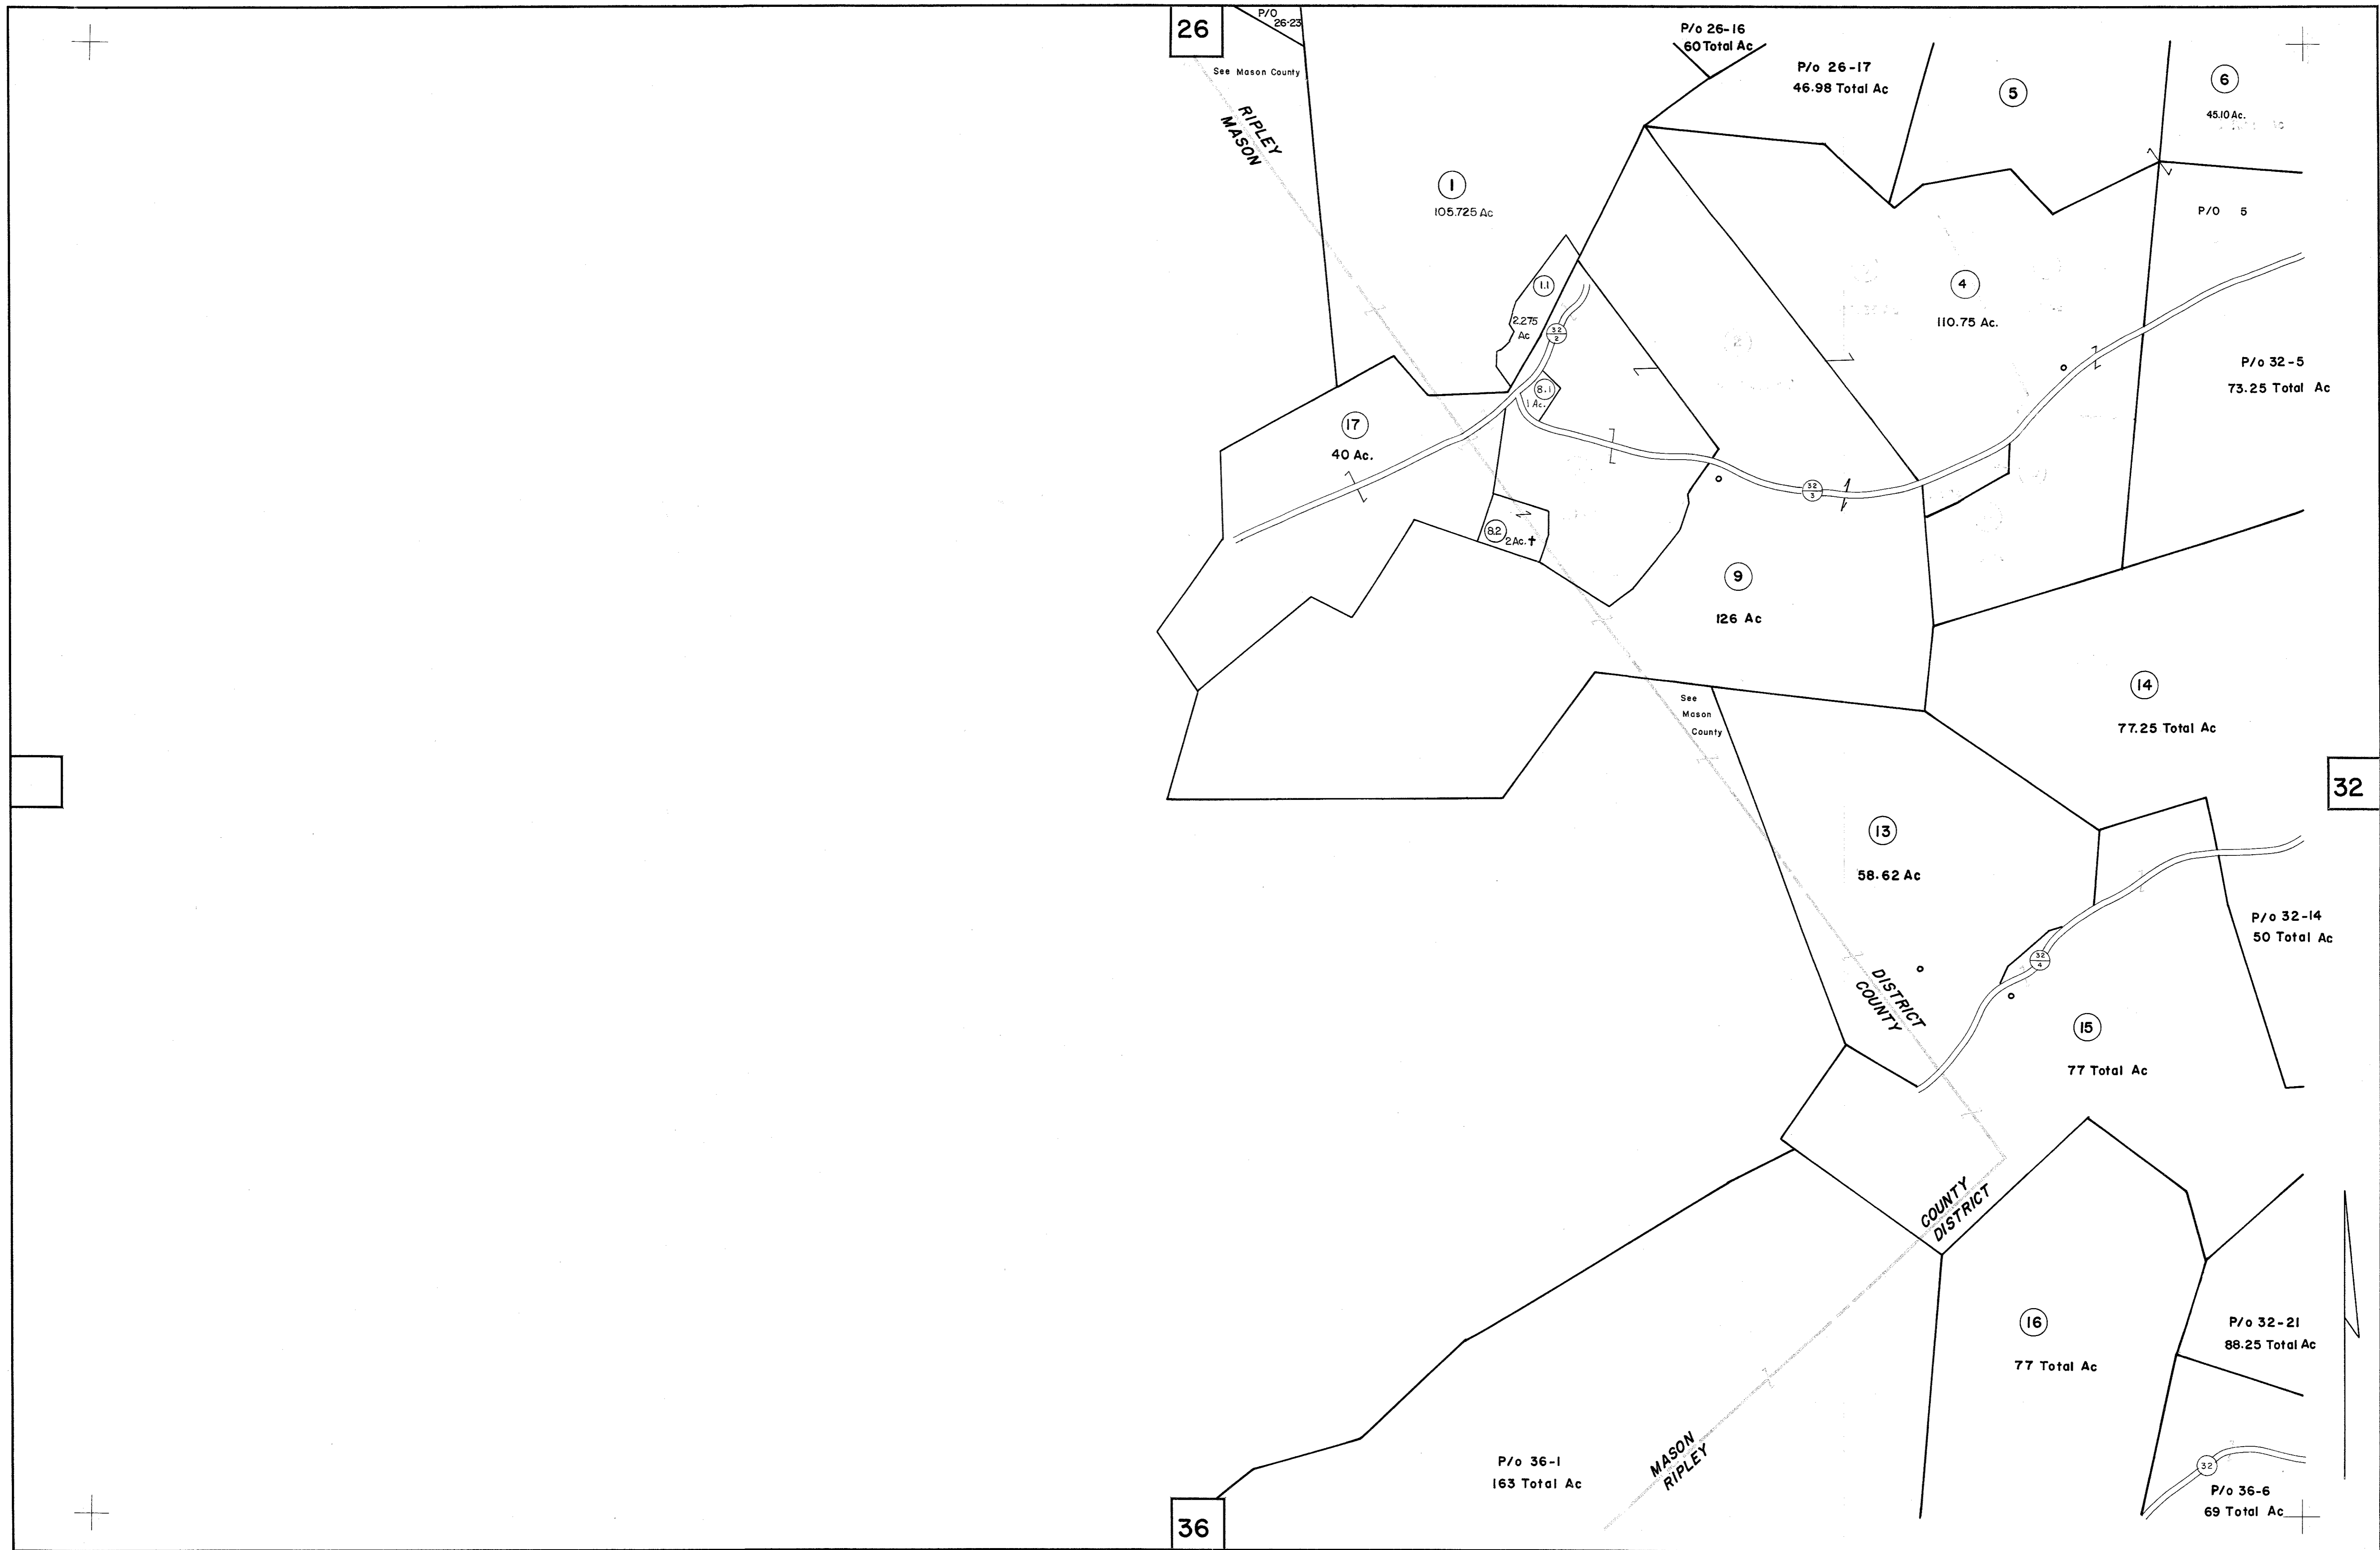 26
P/O
26-23
See Mason County
RIPLEY
MASON
P/o 26-16
60 Total Ac
P/o 26-17
46.98 Total Ac
5
6
45.10 Ac.
1
105.725 Ac
P/O 5
1.1
2.275
Ac
32
2
4
110.75 Ac.
P/o 32-5
73.25 Total Ac
8.1
1 Ac.
17
40 Ac.
32
3
8.2
2 Ac.
9
126 Ac
See
Mason
County
14
77.25 Total Ac
32
13
58.62 Ac
P/o 32-14
50 Total Ac
32
4
DISTRICT
COUNTY
15
77 Total Ac
COUNTY
DISTRICT
16
77 Total Ac
P/o 32-21
88.25 Total Ac
MASON
RIPLEY
P/o 36-1
163 Total Ac
32
P/o 36-6
69 Total Ac
36